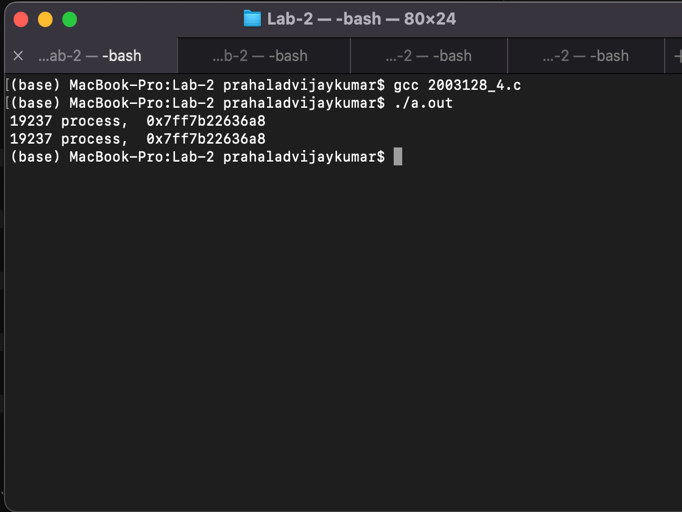 Lab-2 — -bash — 80×24
...ab-2 — -bash ...b-2 — -bash ...-2 — -bash ...-2 — -bash
[(base) MacBook-Pro:Lab-2 prahaladvijaykumar$ gcc 2003128_4.c
[(base) MacBook-Pro:Lab-2 prahaladvijaykumar$ ./a.out
19237 process,  0x7ff7b22636a8
19237 process,  0x7ff7b22636a8
(base) MacBook-Pro:Lab-2 prahaladvijaykumar$